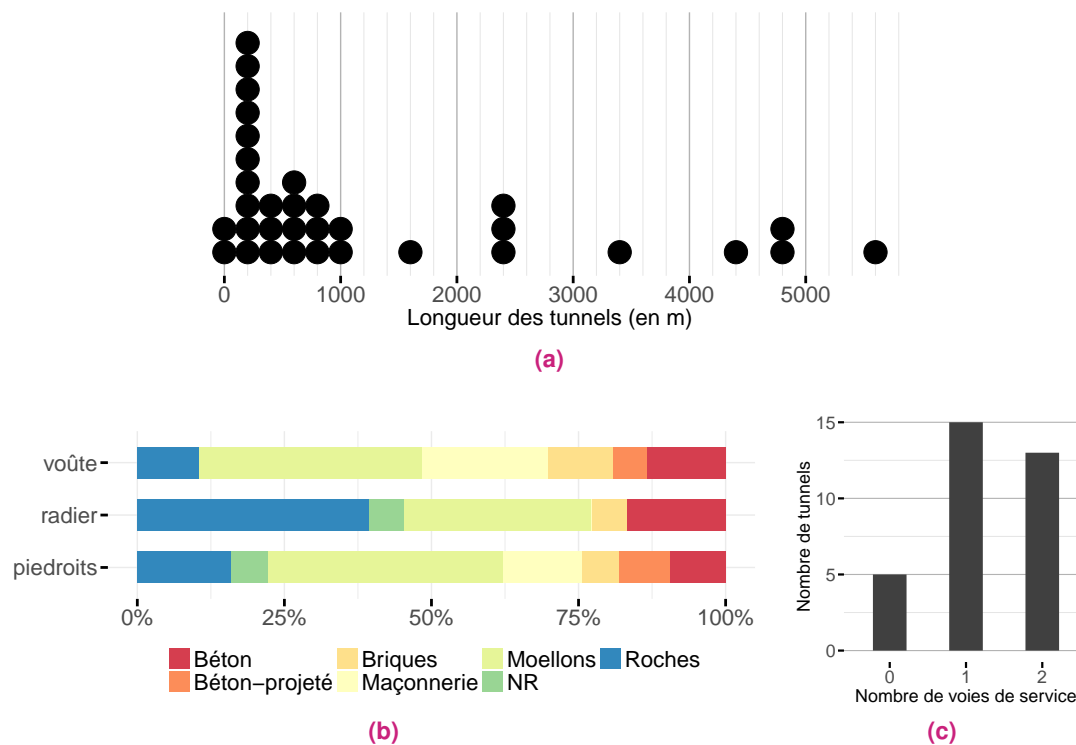 0 1000 2000 3000 4000 5000
Longueur des tunnels (en m)
(a)
voûte
radier
piedroits
0% 25% 50% 75% 100%
Béton Briques Moellons Roches
Béton−projeté Maçonnerie NR
(b)
15
10
5
0
Nombre de tunnels
0 1 2
Nombre de voies de service
(c)